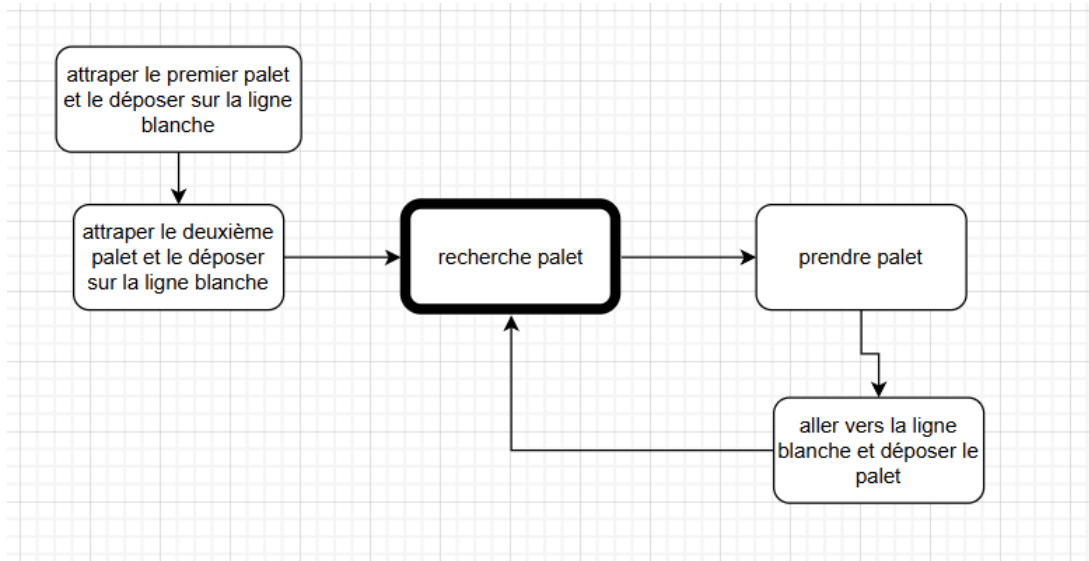 attraper le premier palet
et le déposer sur la ligne
blanche
attraper le deuxième
palet et le déposer
sur la ligne blanche
recherche palet
prendre palet
aller vers la ligne
blanche et déposer le
palet